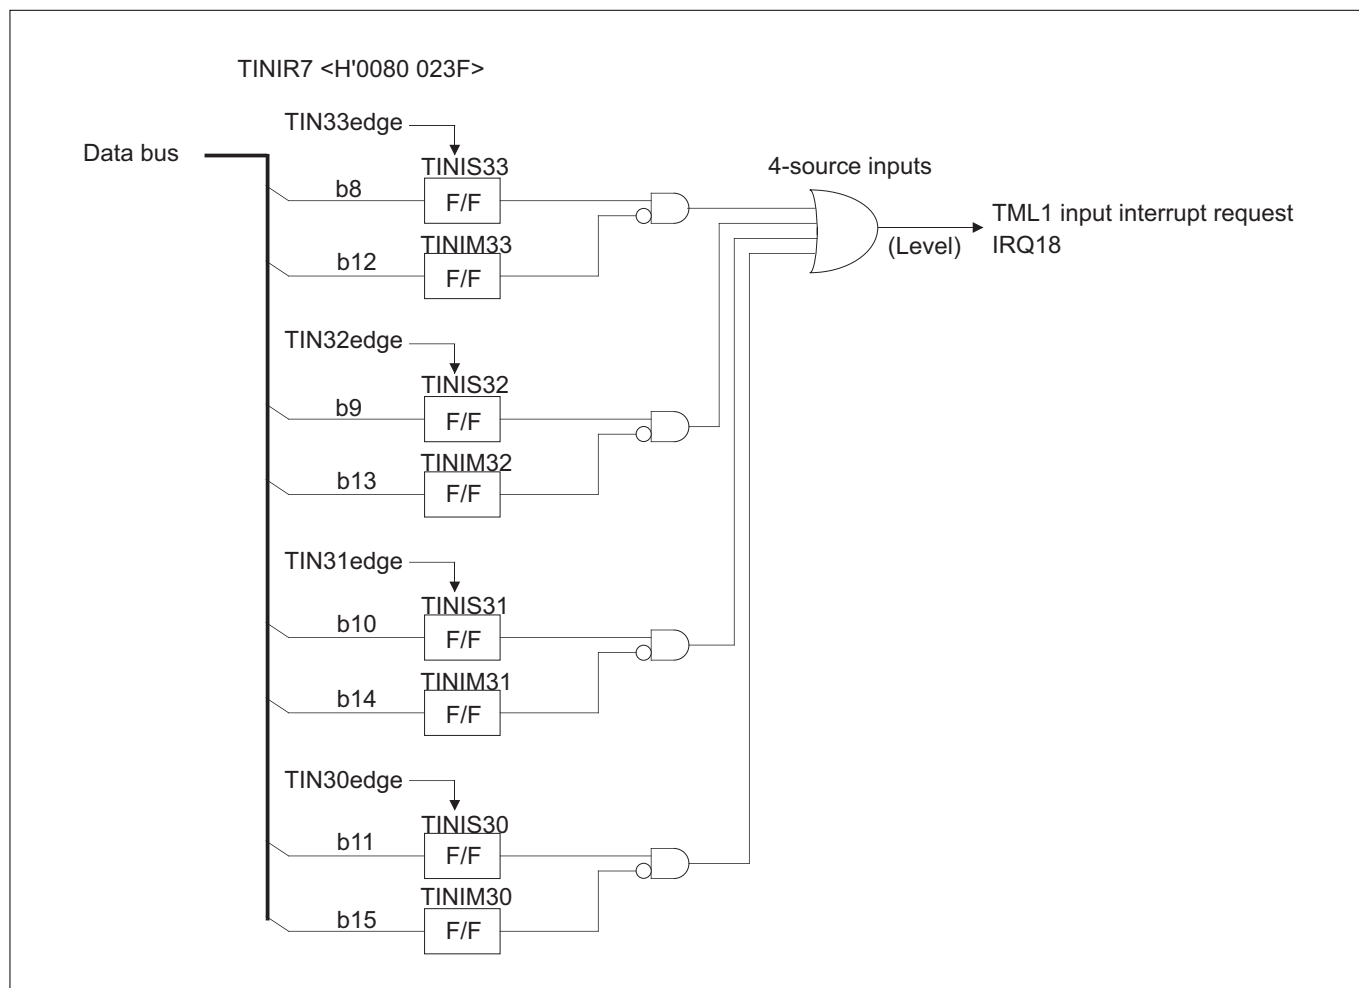 TINIR7 <H'0080 023F>
TIN33edge
Data bus
TINIS33
4-source inputs
b8
F/F
TML1 input interrupt request
(Level)
IRQ18
TINIM33
b12
F/F
TIN32edge
TINIS32
b9
F/F
TINIM32
b13
F/F
TIN31edge
TINIS31
b10
F/F
TINIM31
b14
F/F
TIN30edge
TINIS30
b11
F/F
TINIM30
b15
F/F